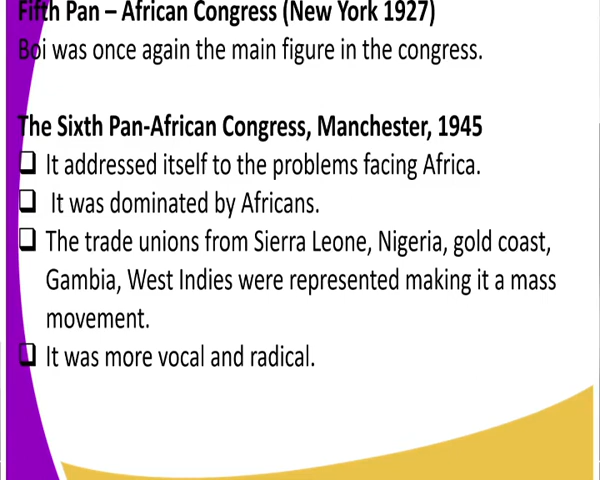 Fifth Pan – African Congress (New York 1927)
Boi was once again the main figure in the congress.
The Sixth Pan-African Congress, Manchester, 1945
❑ It addressed itself to the problems facing Africa.
❑ It was dominated by Africans.
❑ The trade unions from Sierra Leone, Nigeria, gold coast,
Gambia, West Indies were represented making it a mass
movement.
❑ It was more vocal and radical.